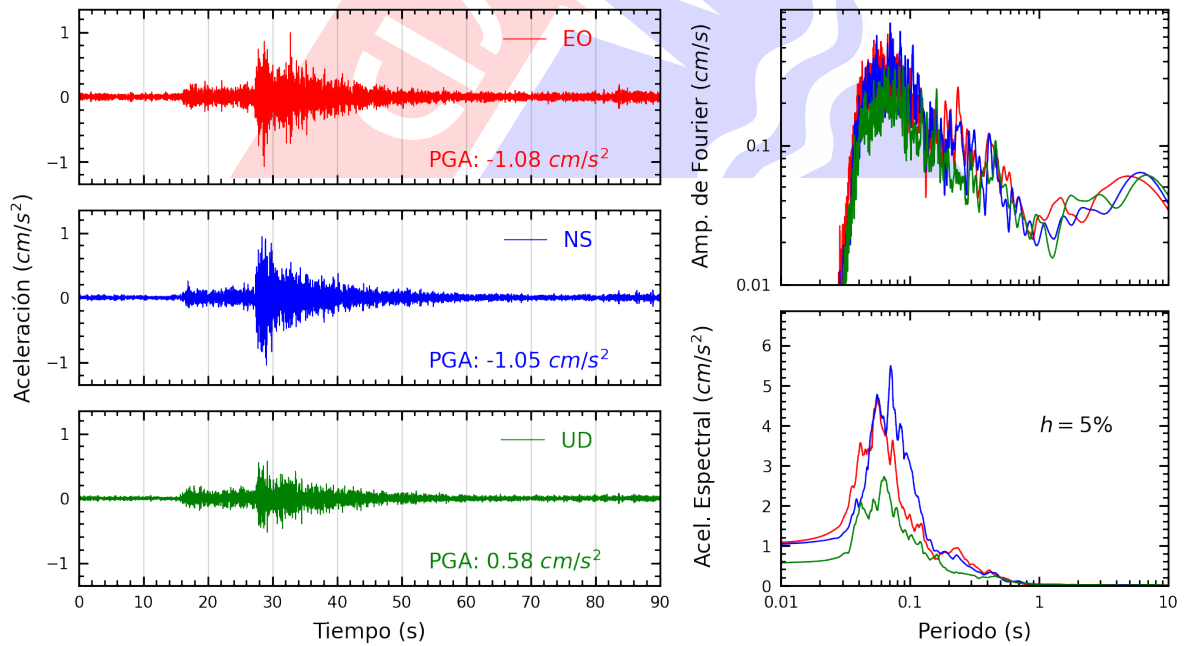 Aceleración (cm/s²)
1
0
−1
EO
PGA: -1.08 cm/s²
1
0
−1
NS
PGA: -1.05 cm/s²
1
0
−1
UD
PGA: 0.58 cm/s²
0 10 20 30 40 50 60 70 80 90
Tiempo (s)
Amp. de Fourier (cm/s)
0.1
0.01
Acel. Espectral (cm/s²)
6
5
4
3
2
1
0
h = 5%
0.01 0.1 1 10
Periodo (s)